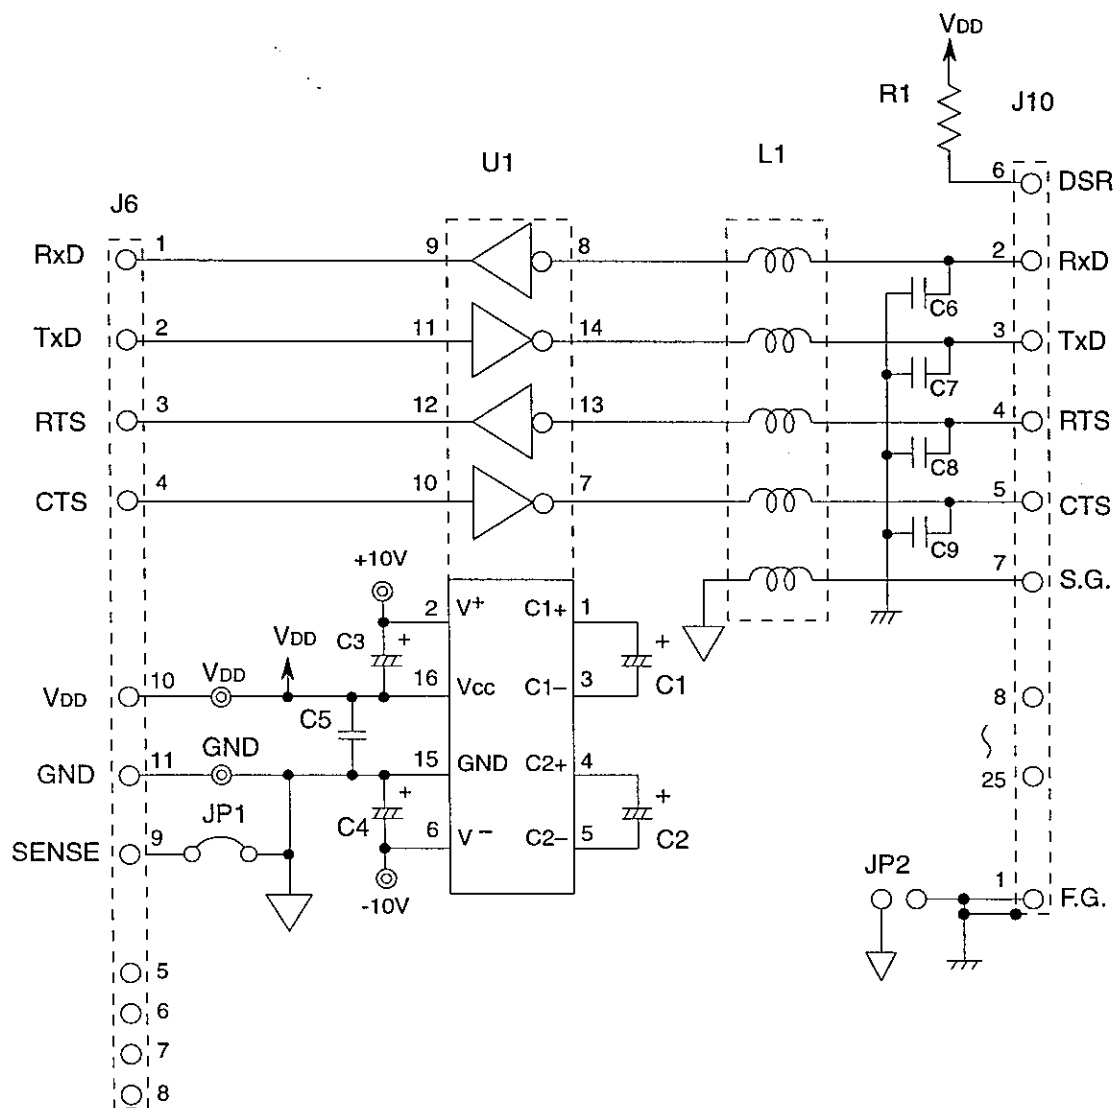 VDD
R1
J10
U1
L1
6 DSR
J6
RxD 1 9 8 2 RxD
C6
TxD 2 11 14 3 TxD
C7
RTS 3 12 13 4 RTS
C8
CTS 4 10 7 5 CTS
C9
+10V
7 S.G.
2 V+ C1+ 1
C3 +
VDD
+
C1
VDD 10 VDD 16 Vcc C1– 3
8
C5
GND
GND 11 15 GND C2+ 4
25
JP1
+
C4
+
C2
SENSE 9 6 V– C2– 5
-10V
JP2
1 F.G.
5
6
7
8